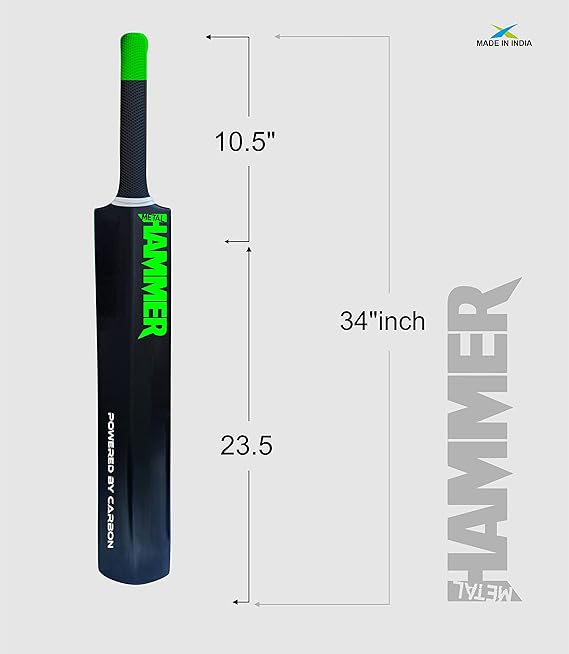 MADE IN INDIA
10.5"
METAL
HAMMER
34"inch
23.5
POWERED BY CARBON
HAMMER
METAL